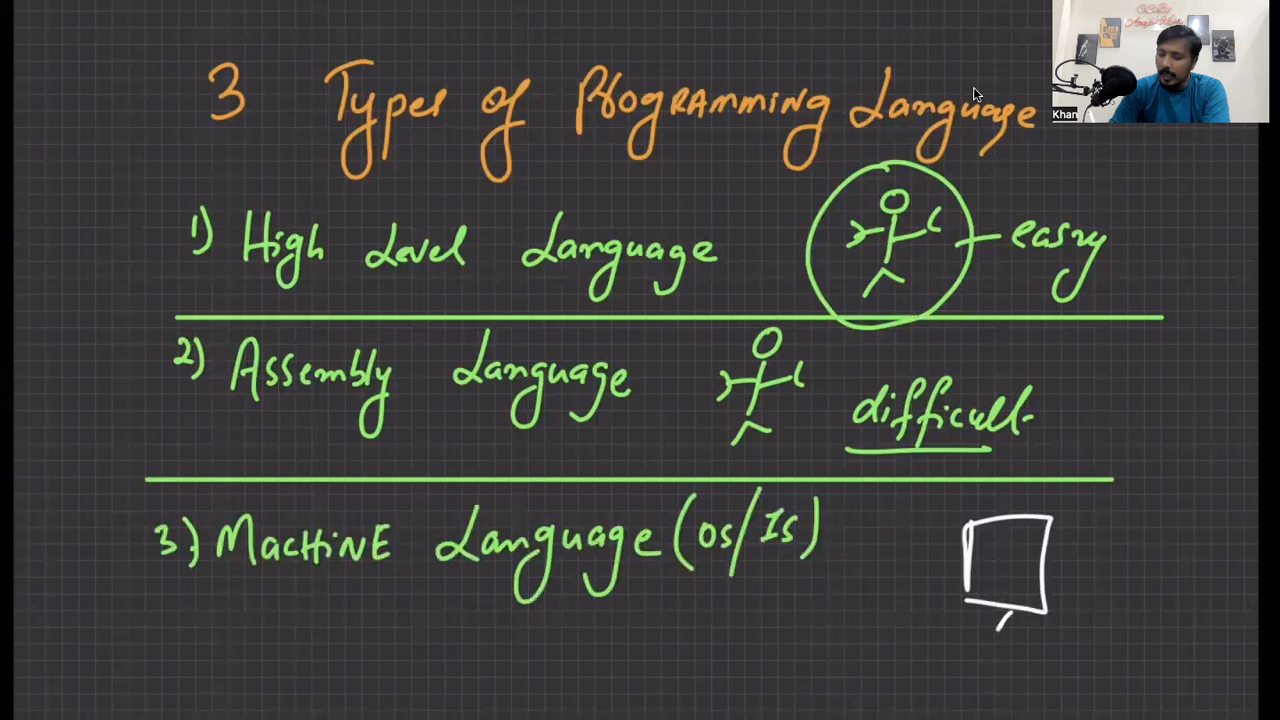 3 Types of Programming Language
1) High Level Language easy
2) Assembly Language difficult
3.) Machine Language (0s/1s)
Khan